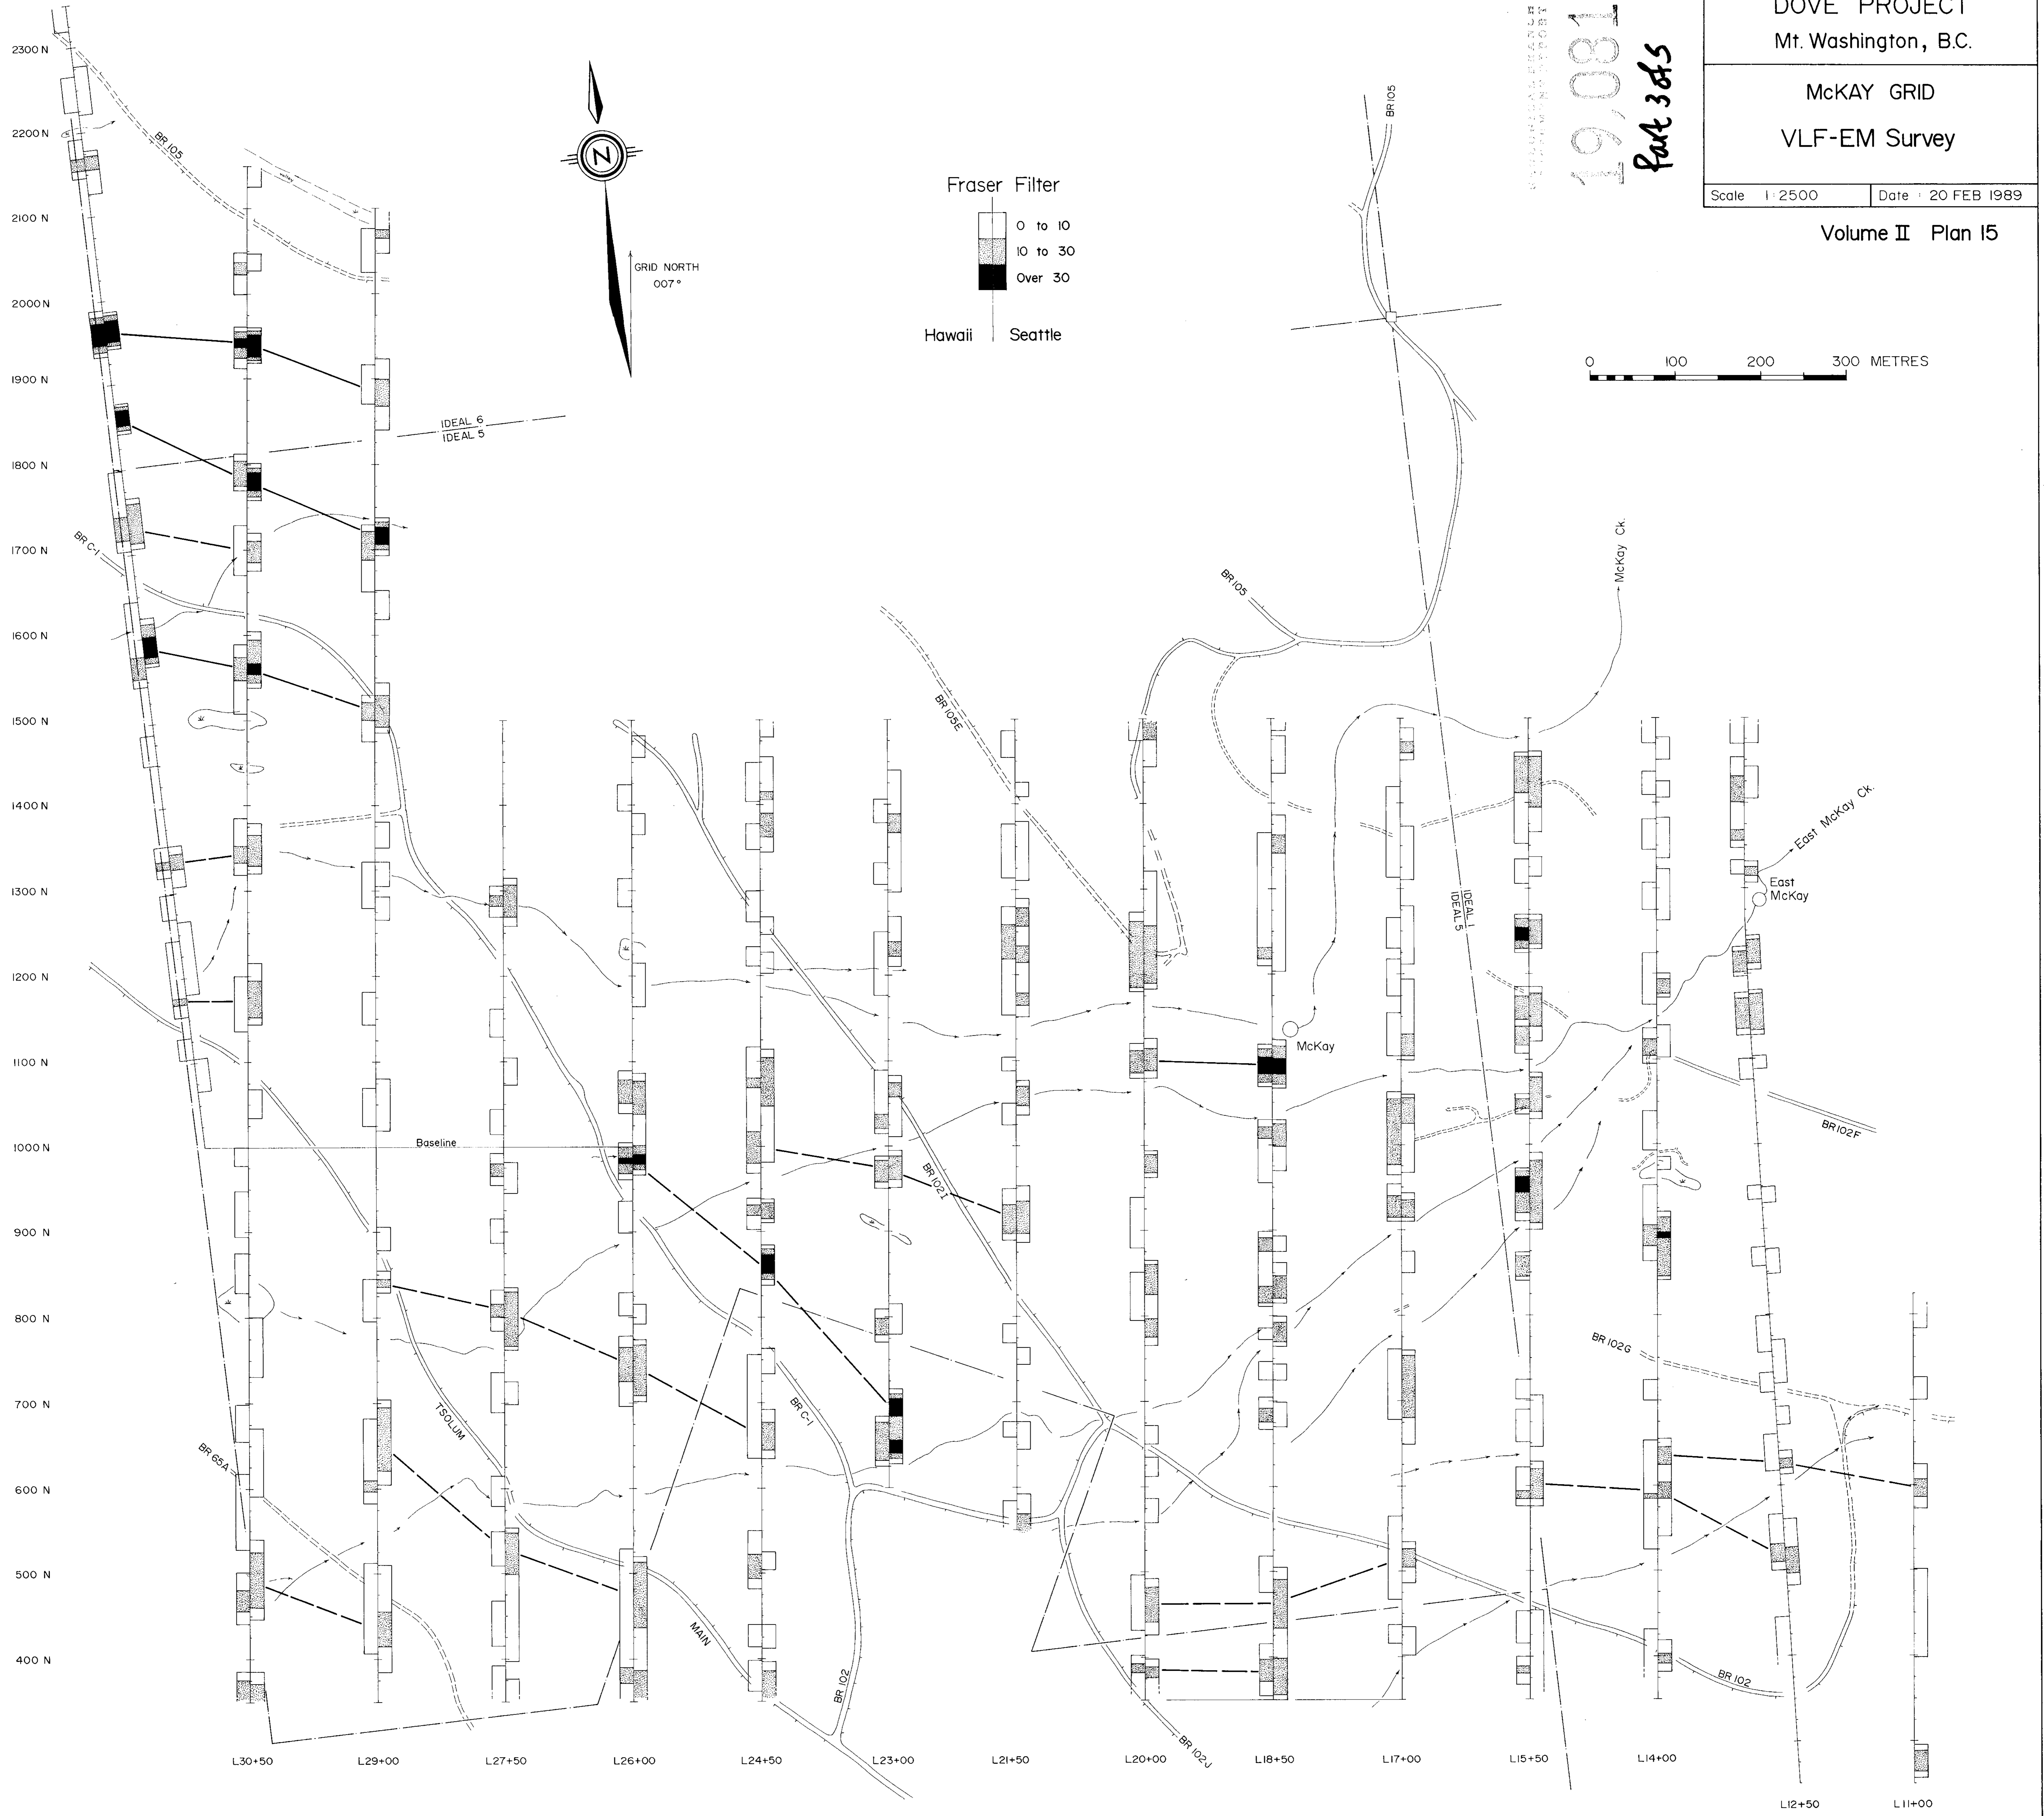 DOVE PROJECT
Mt. Washington, B.C.
McKAY GRID
VLF-EM Survey
Scale 1:2500
Date : 20 FEB 1989
Volume II Plan 15
19,081
Part 3 of 5
N
GRID NORTH
007°
Fraser Filter
0 to 10
10 to 30
Over 30
Hawaii
Seattle
0 100 200 300 METRES
2300 N
2200 N
2100 N
2000 N
1900 N
1800 N
1700 N
1600 N
1500 N
1400 N
1300 N
1200 N
1100 N
1000 N
900 N
800 N
700 N
600 N
500 N
400 N
BR 105
BR 105
IDEAL 6
IDEAL 5
BR C-1
BR 105
McKay Ck.
BR 105E
East McKay Ck.
East
McKay
IDEAL 1
IDEAL 5
McKay
Baseline
BR 102F
BR 102I
BR 102G
BR C-1
TSOLUM
BR 65A
MAIN
BR 102
BR 102
BR 102J
L30+50
L29+00
L27+50
L26+00
L24+50
L23+00
L21+50
L20+00
L18+50
L17+00
L15+50
L14+00
L12+50
L11+00